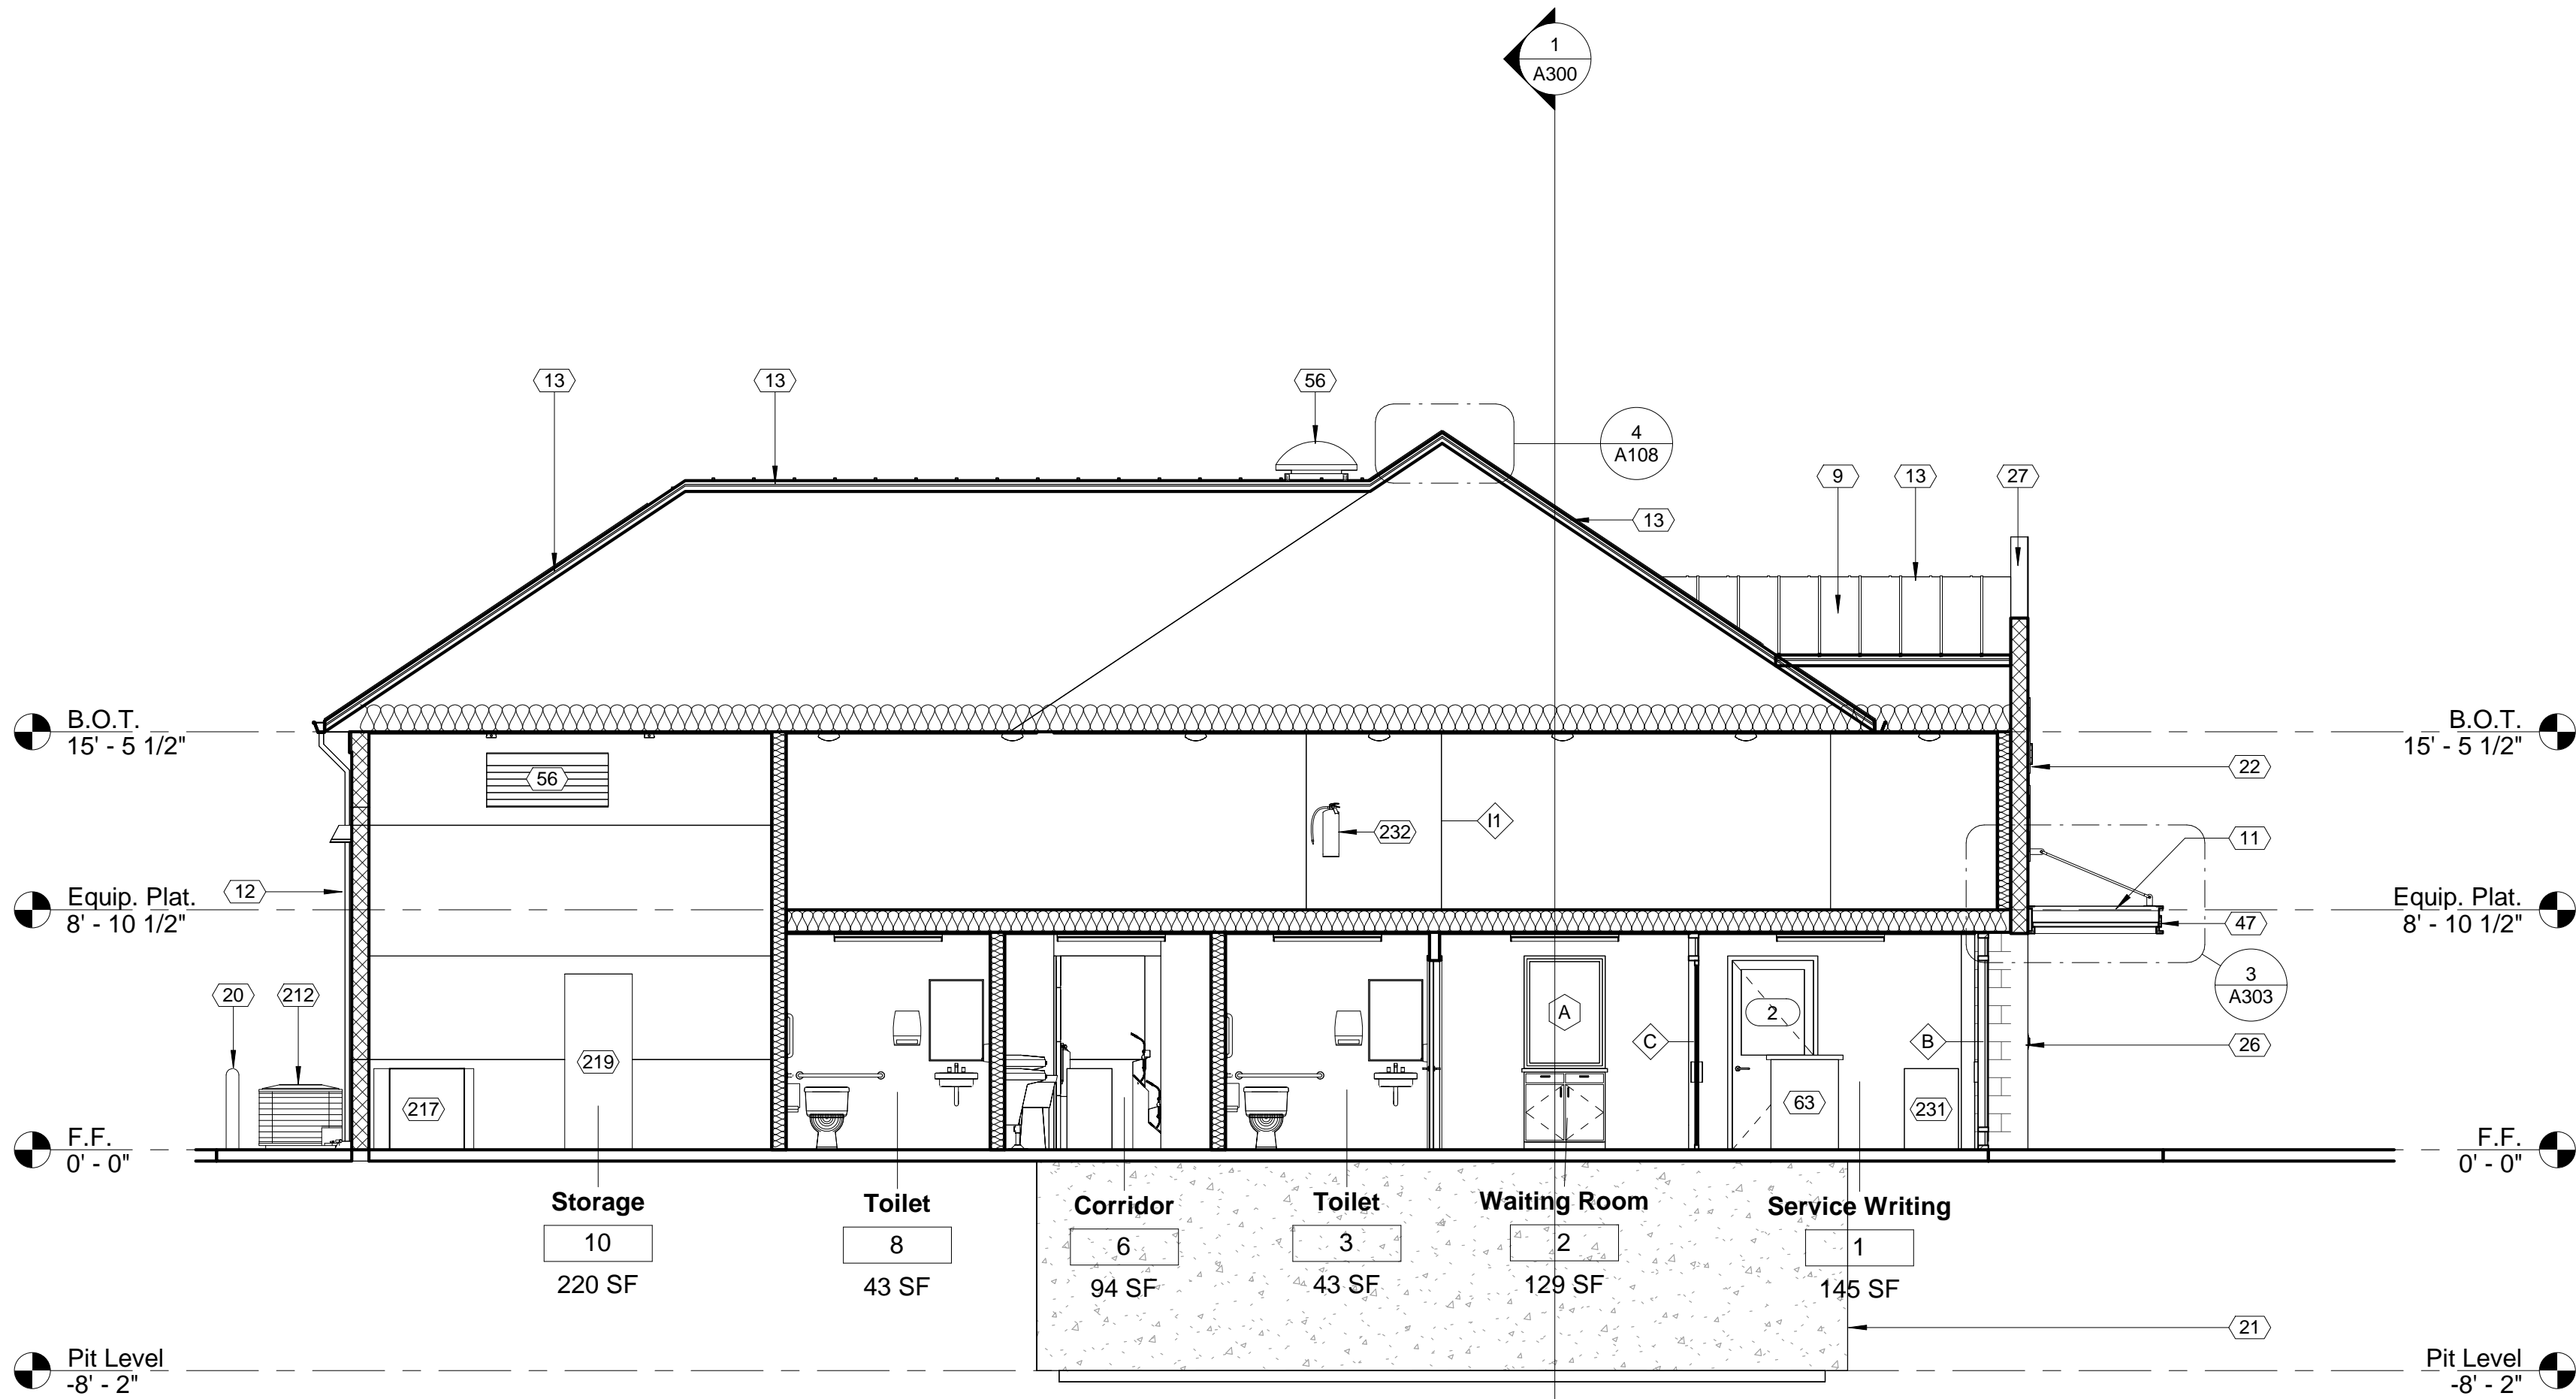 1
A300
13
13
56
4
A108
9
13
27
13
B.O.T.
15' - 5 1/2"
B.O.T.
15' - 5 1/2"
56
22
232
I1
11
12
Equip. Plat.
8' - 10 1/2"
Equip. Plat.
8' - 10 1/2"
47
3
A303
20
212
A
2
C
B
26
219
217
63
231
F.F.
0' - 0"
F.F.
0' - 0"
Storage
10
220 SF
Toilet
8
43 SF
Corridor
6
94 SF
Toilet
3
43 SF
Waiting Room
2
129 SF
Service Writing
1
145 SF
21
Pit Level
-8' - 2"
Pit Level
-8' - 2"